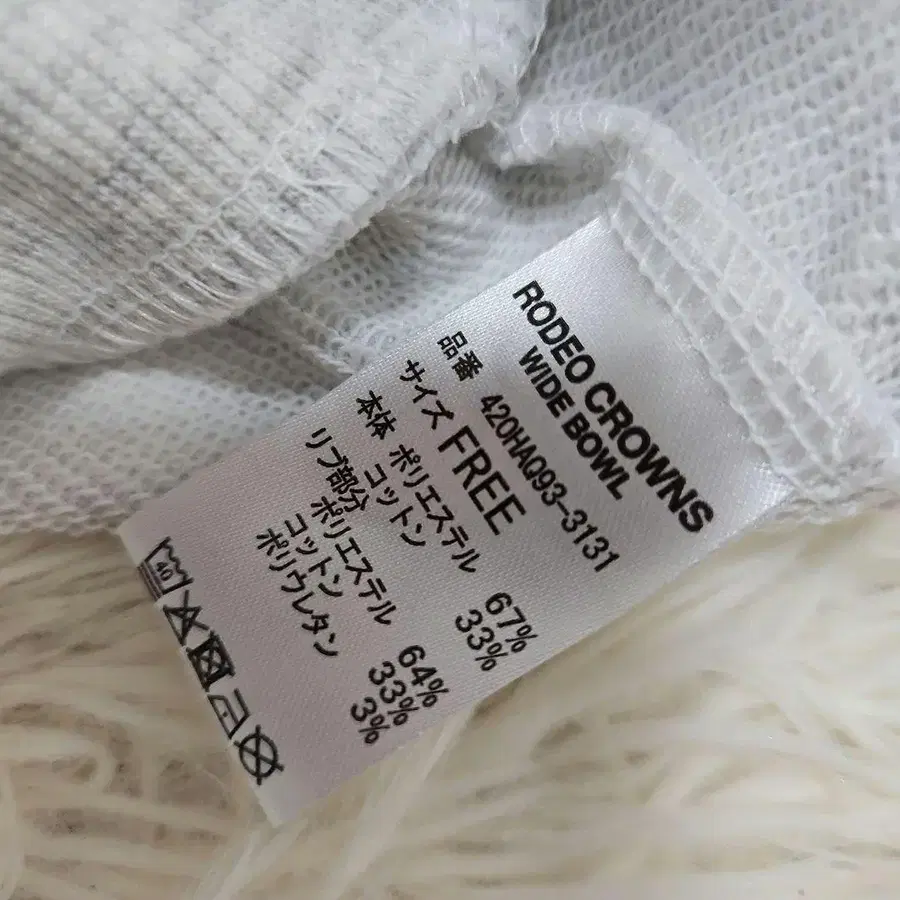 RODEO CROWNS
WIDE BOWL
品番 420HAQ93-3131
サイズ FREE
本体 ポリエステル 67%
コットン 33%
リブ部分
ポリエステル 64%
コットン 33%
ポリウレタン 3%
40